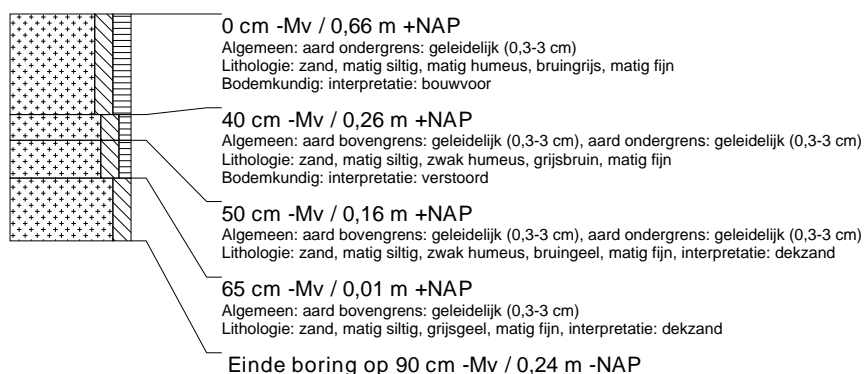 0 cm -Mv / 0,66 m +NAP
Algemeen: aard ondergrens: geleidelijk (0,3-3 cm)
Lithologie: zand, matig siltig, matig humeus, bruingrijs, matig fijn
Bodemkundig: interpretatie: bouwvoor
40 cm -Mv / 0,26 m +NAP
Algemeen: aard bovengrens: geleidelijk (0,3-3 cm), aard ondergrens: geleidelijk (0,3-3 cm)
Lithologie: zand, matig siltig, zwak humeus, grijsbruin, matig fijn
Bodemkundig: interpretatie: verstoord
50 cm -Mv / 0,16 m +NAP
Algemeen: aard bovengrens: geleidelijk (0,3-3 cm), aard ondergrens: geleidelijk (0,3-3 cm)
Lithologie: zand, matig siltig, zwak humeus, bruingeel, matig fijn, interpretatie: dekzand
65 cm -Mv / 0,01 m +NAP
Algemeen: aard bovengrens: geleidelijk (0,3-3 cm)
Lithologie: zand, matig siltig, grijsgeel, matig fijn, interpretatie: dekzand
Einde boring op 90 cm -Mv / 0,24 m -NAP